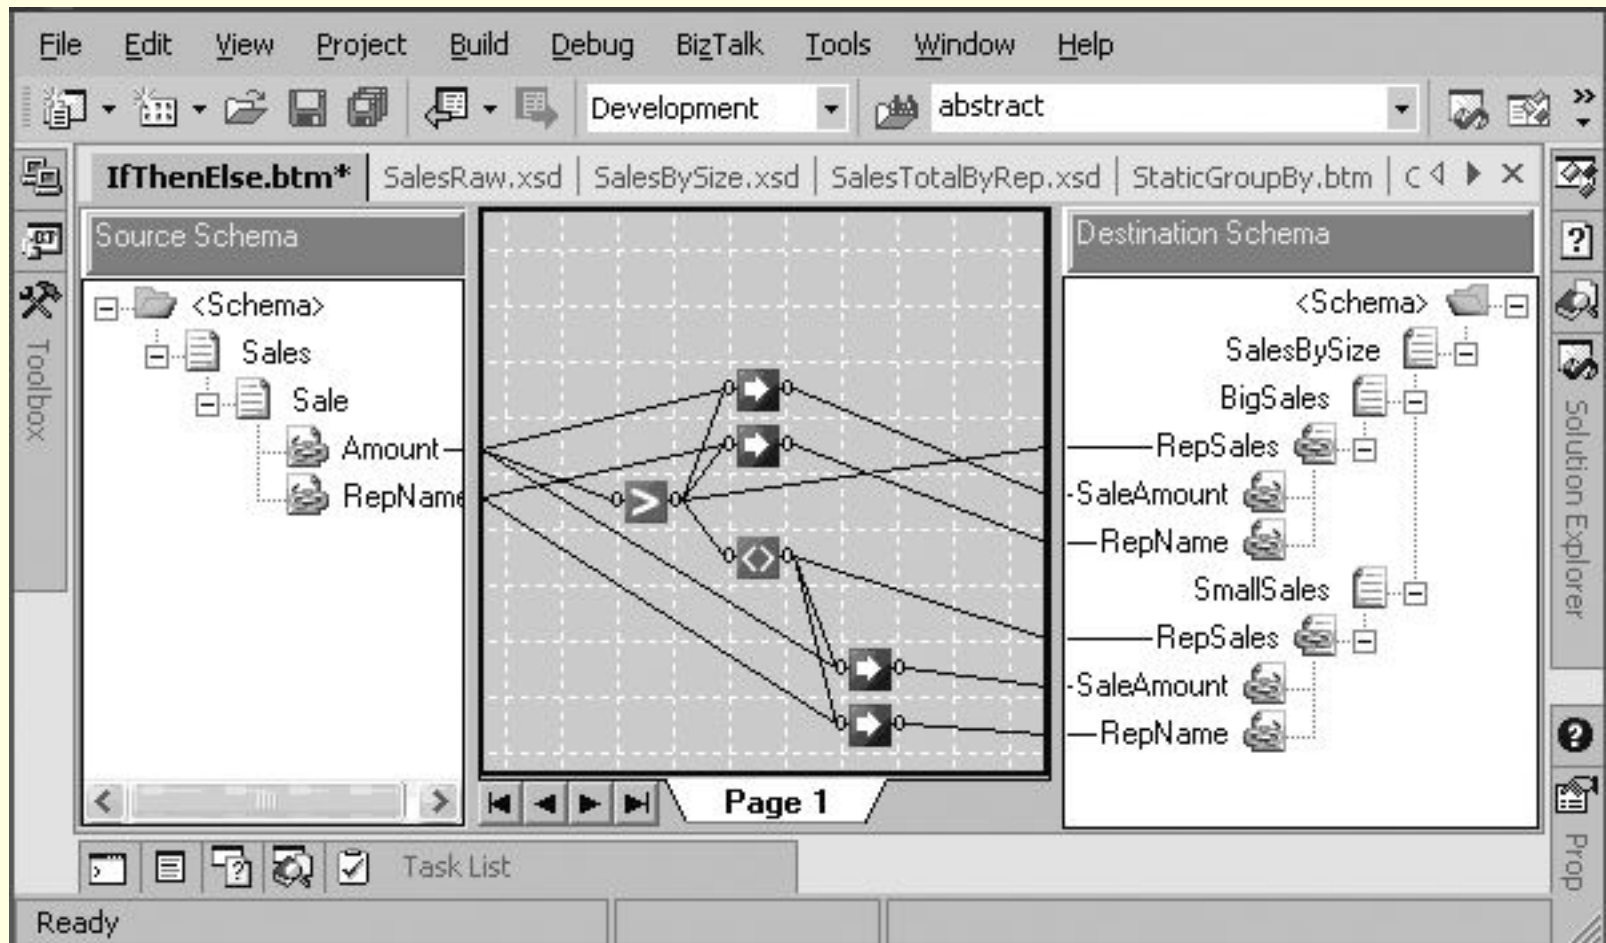 File Edit View Project Build Debug BizTalk Tools Window Help
Development abstract
IfThenElse.btm* SalesRaw.xsd SalesBySize.xsd SalesTotalByRep.xsd StaticGroupBy.btm
Toolbox
Source Schema
<Schema>
Sales
Sale
Amount
RepName
Page 1
Destination Schema
<Schema>
SalesBySize
BigSales
RepSales
SaleAmount
RepName
SmallSales
RepSales
SaleAmount
RepName
Solution Explorer
Prop
Task List
Ready